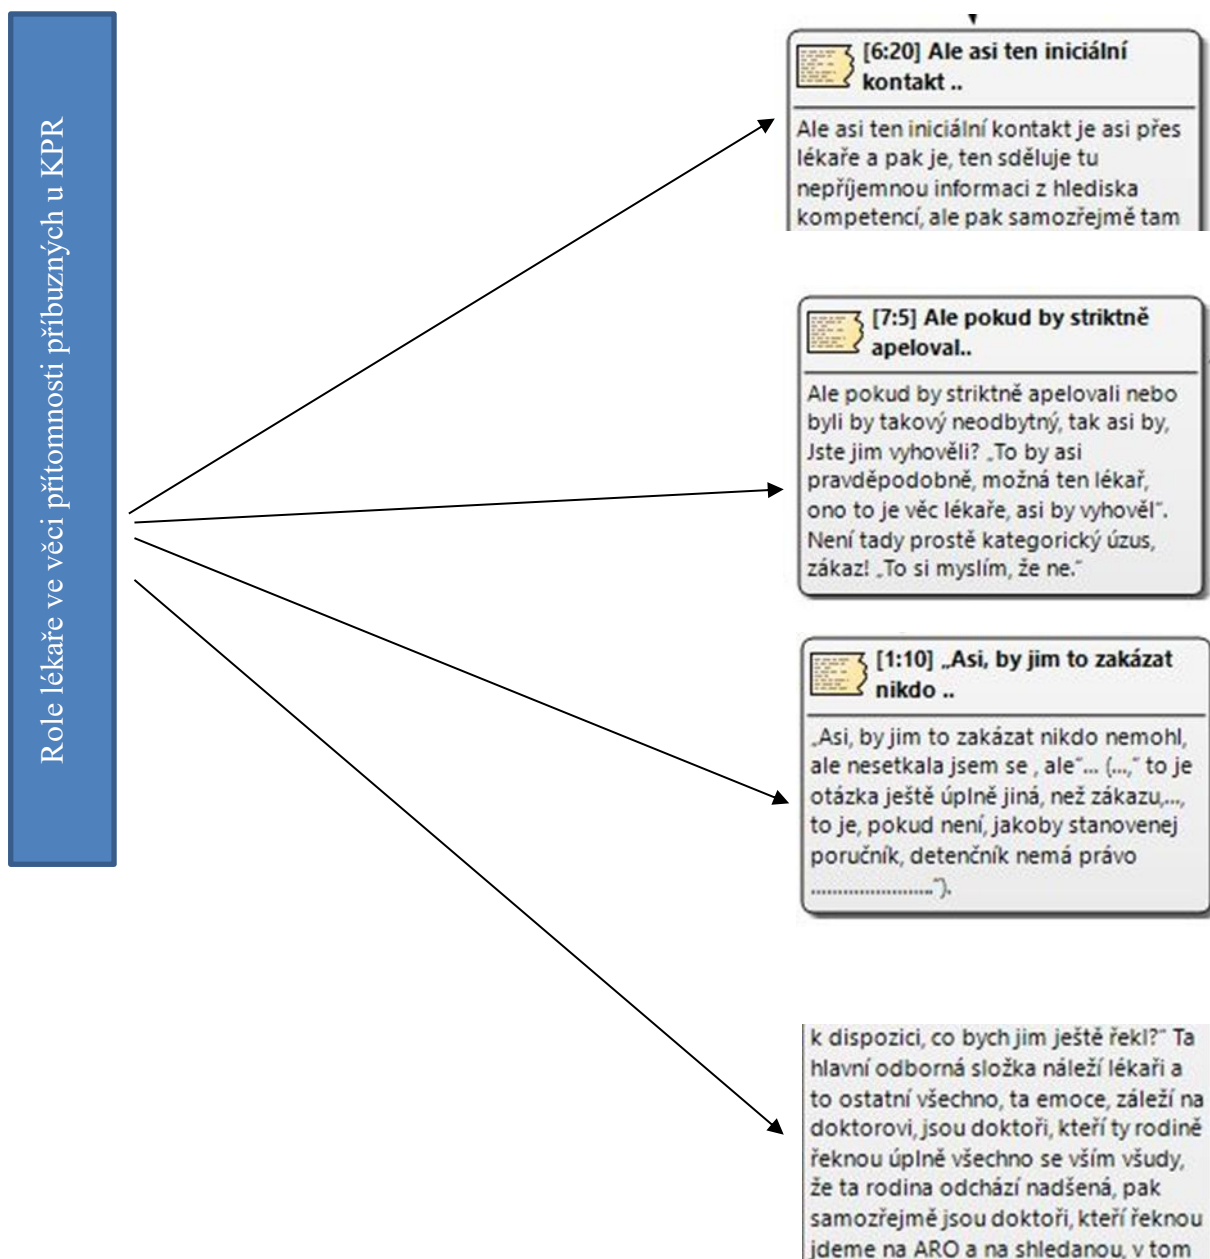 Role lékaře ve věci přítomnosti příbuzných u KPR
[6:20] Ale asi ten iniciální
kontakt ..
Ale asi ten iniciální kontakt je asi přes
lékaře a pak je, ten sděluje tu
nepříjemnou informaci z hlediska
kompetencí, ale pak samozřejmě tam
[7:5] Ale pokud by striktně
apeloval..
Ale pokud by striktně apelovali nebo
byli by takový neodbytný, tak asi by,
Jste jim vyhověli? „To by asi
pravděpodobně, možná ten lékař,
ono to je věc lékaře, asi by vyhověl“.
Není tady prostě kategorický úzus,
zákaz! „To si myslím, že ne.“
[1:10] „Asi, by jim to zakázat
nikdo ..
„Asi, by jim to zakázat nikdo nemohl,
ale nesetkala jsem se , ale“... (...,“ to je
otázka ještě úplně jiná, než zákazu,...,
to je, pokud není, jakoby stanovenej
poručník, detenčník nemá právo
......................“).
k dispozici, co bych jim ještě řekl?“ Ta
hlavní odborná složka náleží lékaři a
to ostatní všechno, ta emoce, záleží na
doktorovi, jsou doktoři, kteří ty rodině
řeknou úplně všechno se vším všudy,
že ta rodina odchází nadšená, pak
samozřejmě jsou doktoři, kteří řeknou
jdeme na ARO a na shledanou, v tom